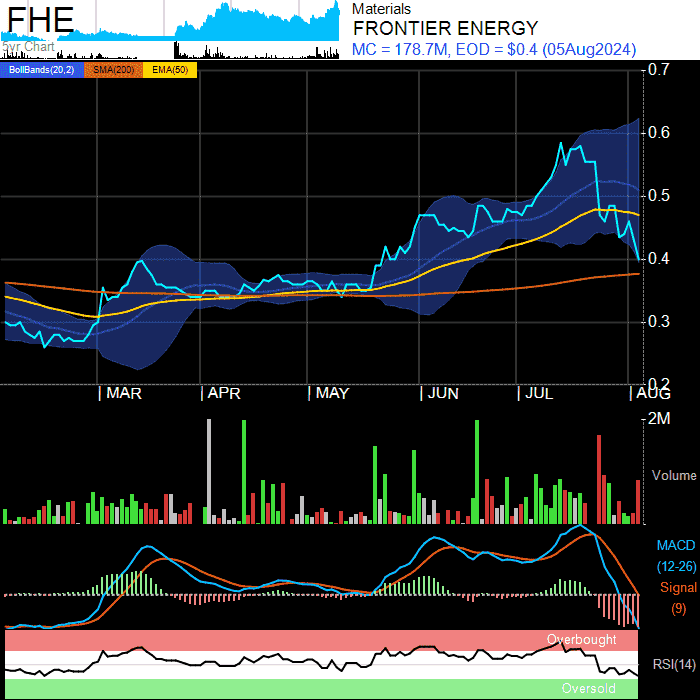 FHE
5yr Chart
Materials
FRONTIER ENERGY
MC = 178.7M, EOD = $0.4 (05Aug2024)
BollBands(20,2) SMA(200) EMA(50)
0.7
0.6
0.5
0.4
0.3
0.2
| MAR | APR | MAY | JUN | JUL | AUG
2M
Volume
MACD
(12-26)
Signal
(9)
Overbought
RSI(14)
Oversold